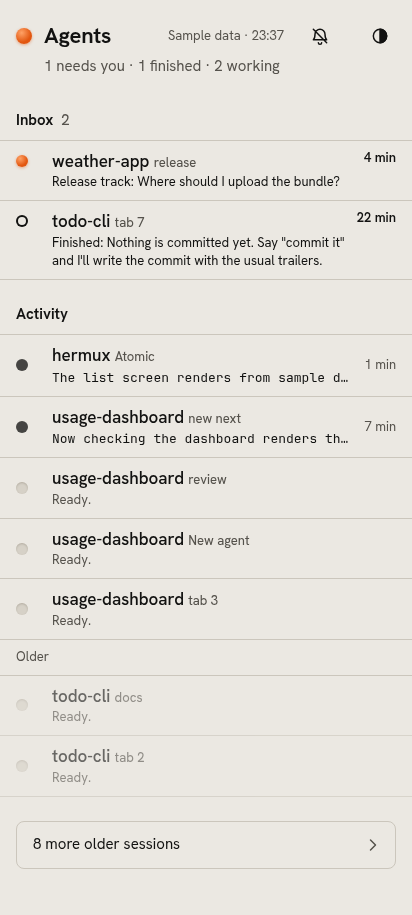 Agents
Sample data · 23:37
1 needs you · 1 finished · 2 working
Inbox 2
weather-app release
4 min
Release track: Where should I upload the bundle?
todo-cli tab 7
22 min
Finished: Nothing is committed yet. Say "commit it"
and I'll write the commit with the usual trailers.
Activity
hermux Atomic
1 min
The list screen renders from sample d…
usage-dashboard new next
7 min
Now checking the dashboard renders th…
usage-dashboard review
Ready.
usage-dashboard New agent
Ready.
usage-dashboard tab 3
Ready.
Older
todo-cli docs
Ready.
todo-cli tab 2
Ready.
8 more older sessions